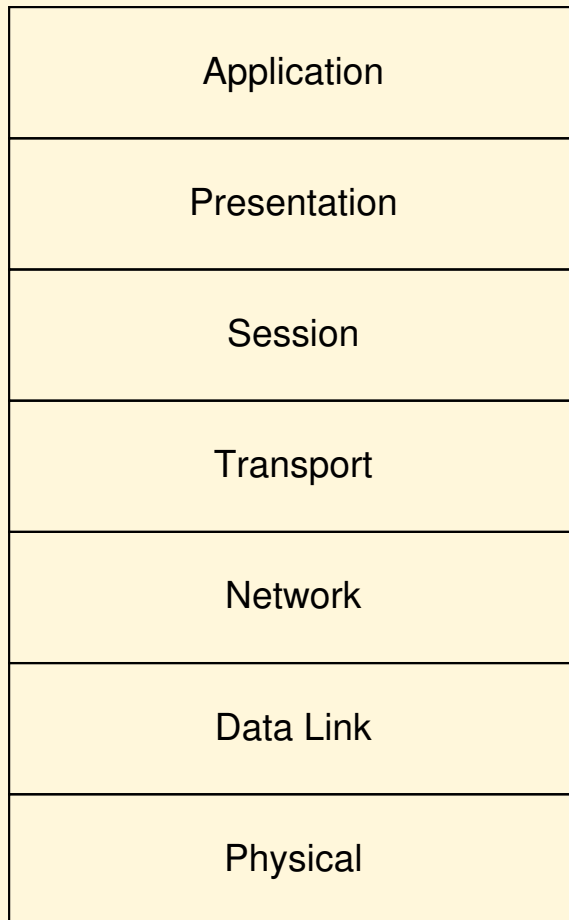 Application
Presentation
Session
Transport
Network
Data Link
Physical